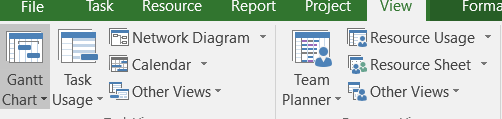 File Task Resource Report Project View
Gantt Chart
Task Usage
Network Diagram
Calendar
Other Views
Team Planner
Resource Usage
Resource Sheet
Other Views